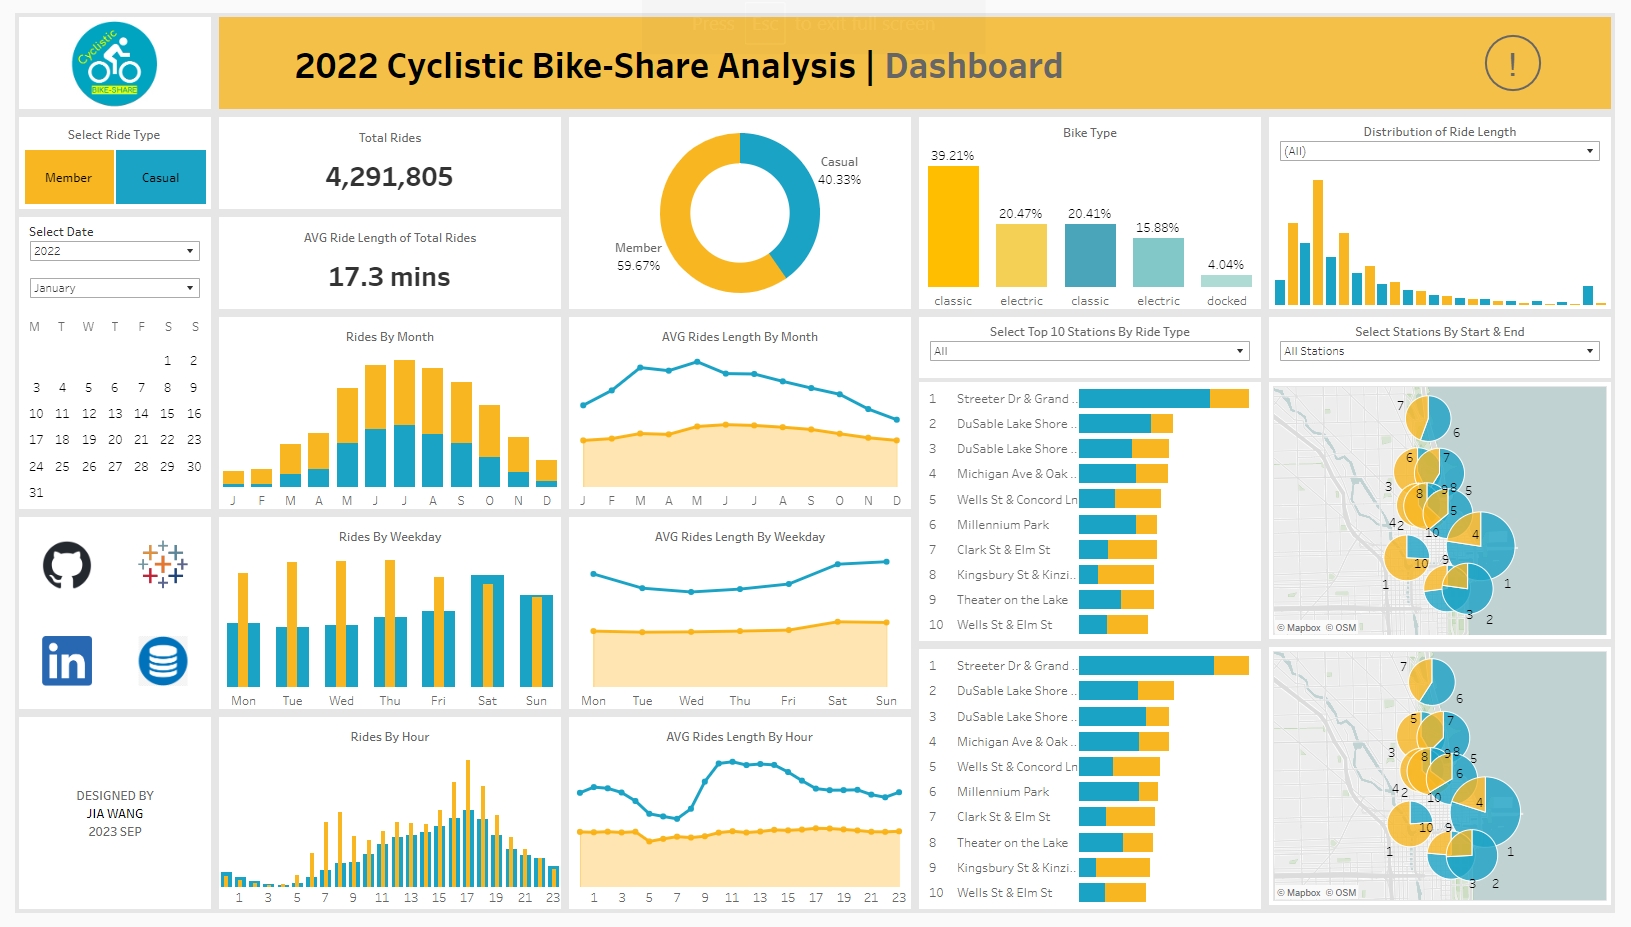 Press Esc to exit full screen
Cyclistic
BIKE-SHARE
2022 Cyclistic Bike-Share Analysis | Dashboard
!
Select Ride Type
Member Casual
Select Date
2022
January
M T W T F S S
1 2
3 4 5 6 7 8 9
10 11 12 13 14 15 16
17 18 19 20 21 22 23
24 25 26 27 28 29 30
31
in
DESIGNED BY
JIA WANG
2023 SEP
Total Rides
4,291,805
AVG Ride Length of Total Rides
17.3 mins
Casual
40.33%
Member
59.67%
Bike Type
39.21%
20.47% 20.41%
15.88%
4.04%
classic electric classic electric docked
Distribution of Ride Length
(All)
Rides By Month
J F M A M J J A S O N D
AVG Rides Length By Month
J F M A M J J A S O N D
Rides By Weekday
Mon Tue Wed Thu Fri Sat Sun
AVG Rides Length By Weekday
Mon Tue Wed Thu Fri Sat Sun
Rides By Hour
1 3 5 7 9 11 13 15 17 19 21 23
AVG Rides Length By Hour
1 3 5 7 9 11 13 15 17 19 21 23
Select Top 10 Stations By Ride Type
All
1 Streeter Dr & Grand ..
2 DuSable Lake Shore ..
3 DuSable Lake Shore ..
4 Michigan Ave & Oak ..
5 Wells St & Concord Ln
6 Millennium Park
7 Clark St & Elm St
8 Kingsbury St & Kinzi..
9 Theater on the Lake
10 Wells St & Elm St
1 Streeter Dr & Grand ..
2 DuSable Lake Shore ..
3 DuSable Lake Shore ..
4 Michigan Ave & Oak ..
5 Wells St & Concord Ln
6 Millennium Park
7 Clark St & Elm St
8 Theater on the Lake
9 Kingsbury St & Kinzi..
10 Wells St & Elm St
Select Stations By Start & End
All Stations
7
6
6 7
3 8 9 8 5
4 2 5
10 4
10 9
1 1
3 2
© Mapbox © OSM
7
6
5 7
3 8 9 8 5
6
4 2 10 4
10 9
1 1
3 2
© Mapbox © OSM